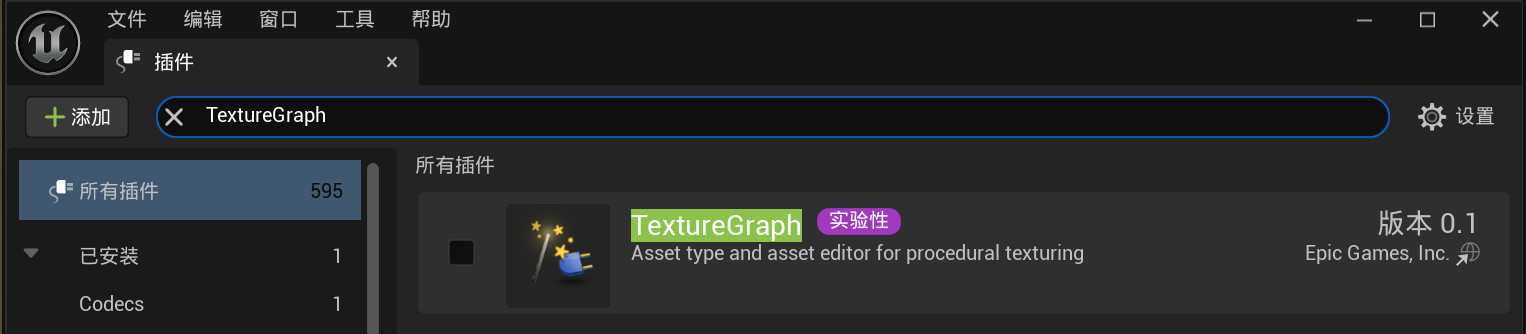 文件 编辑 窗口 工具 帮助
插件
添加
TextureGraph
设置
所有插件 595
已安装 1
Codecs 1
所有插件
TextureGraph 实验性 版本 0.1
Asset type and asset editor for procedural texturing Epic Games, Inc.